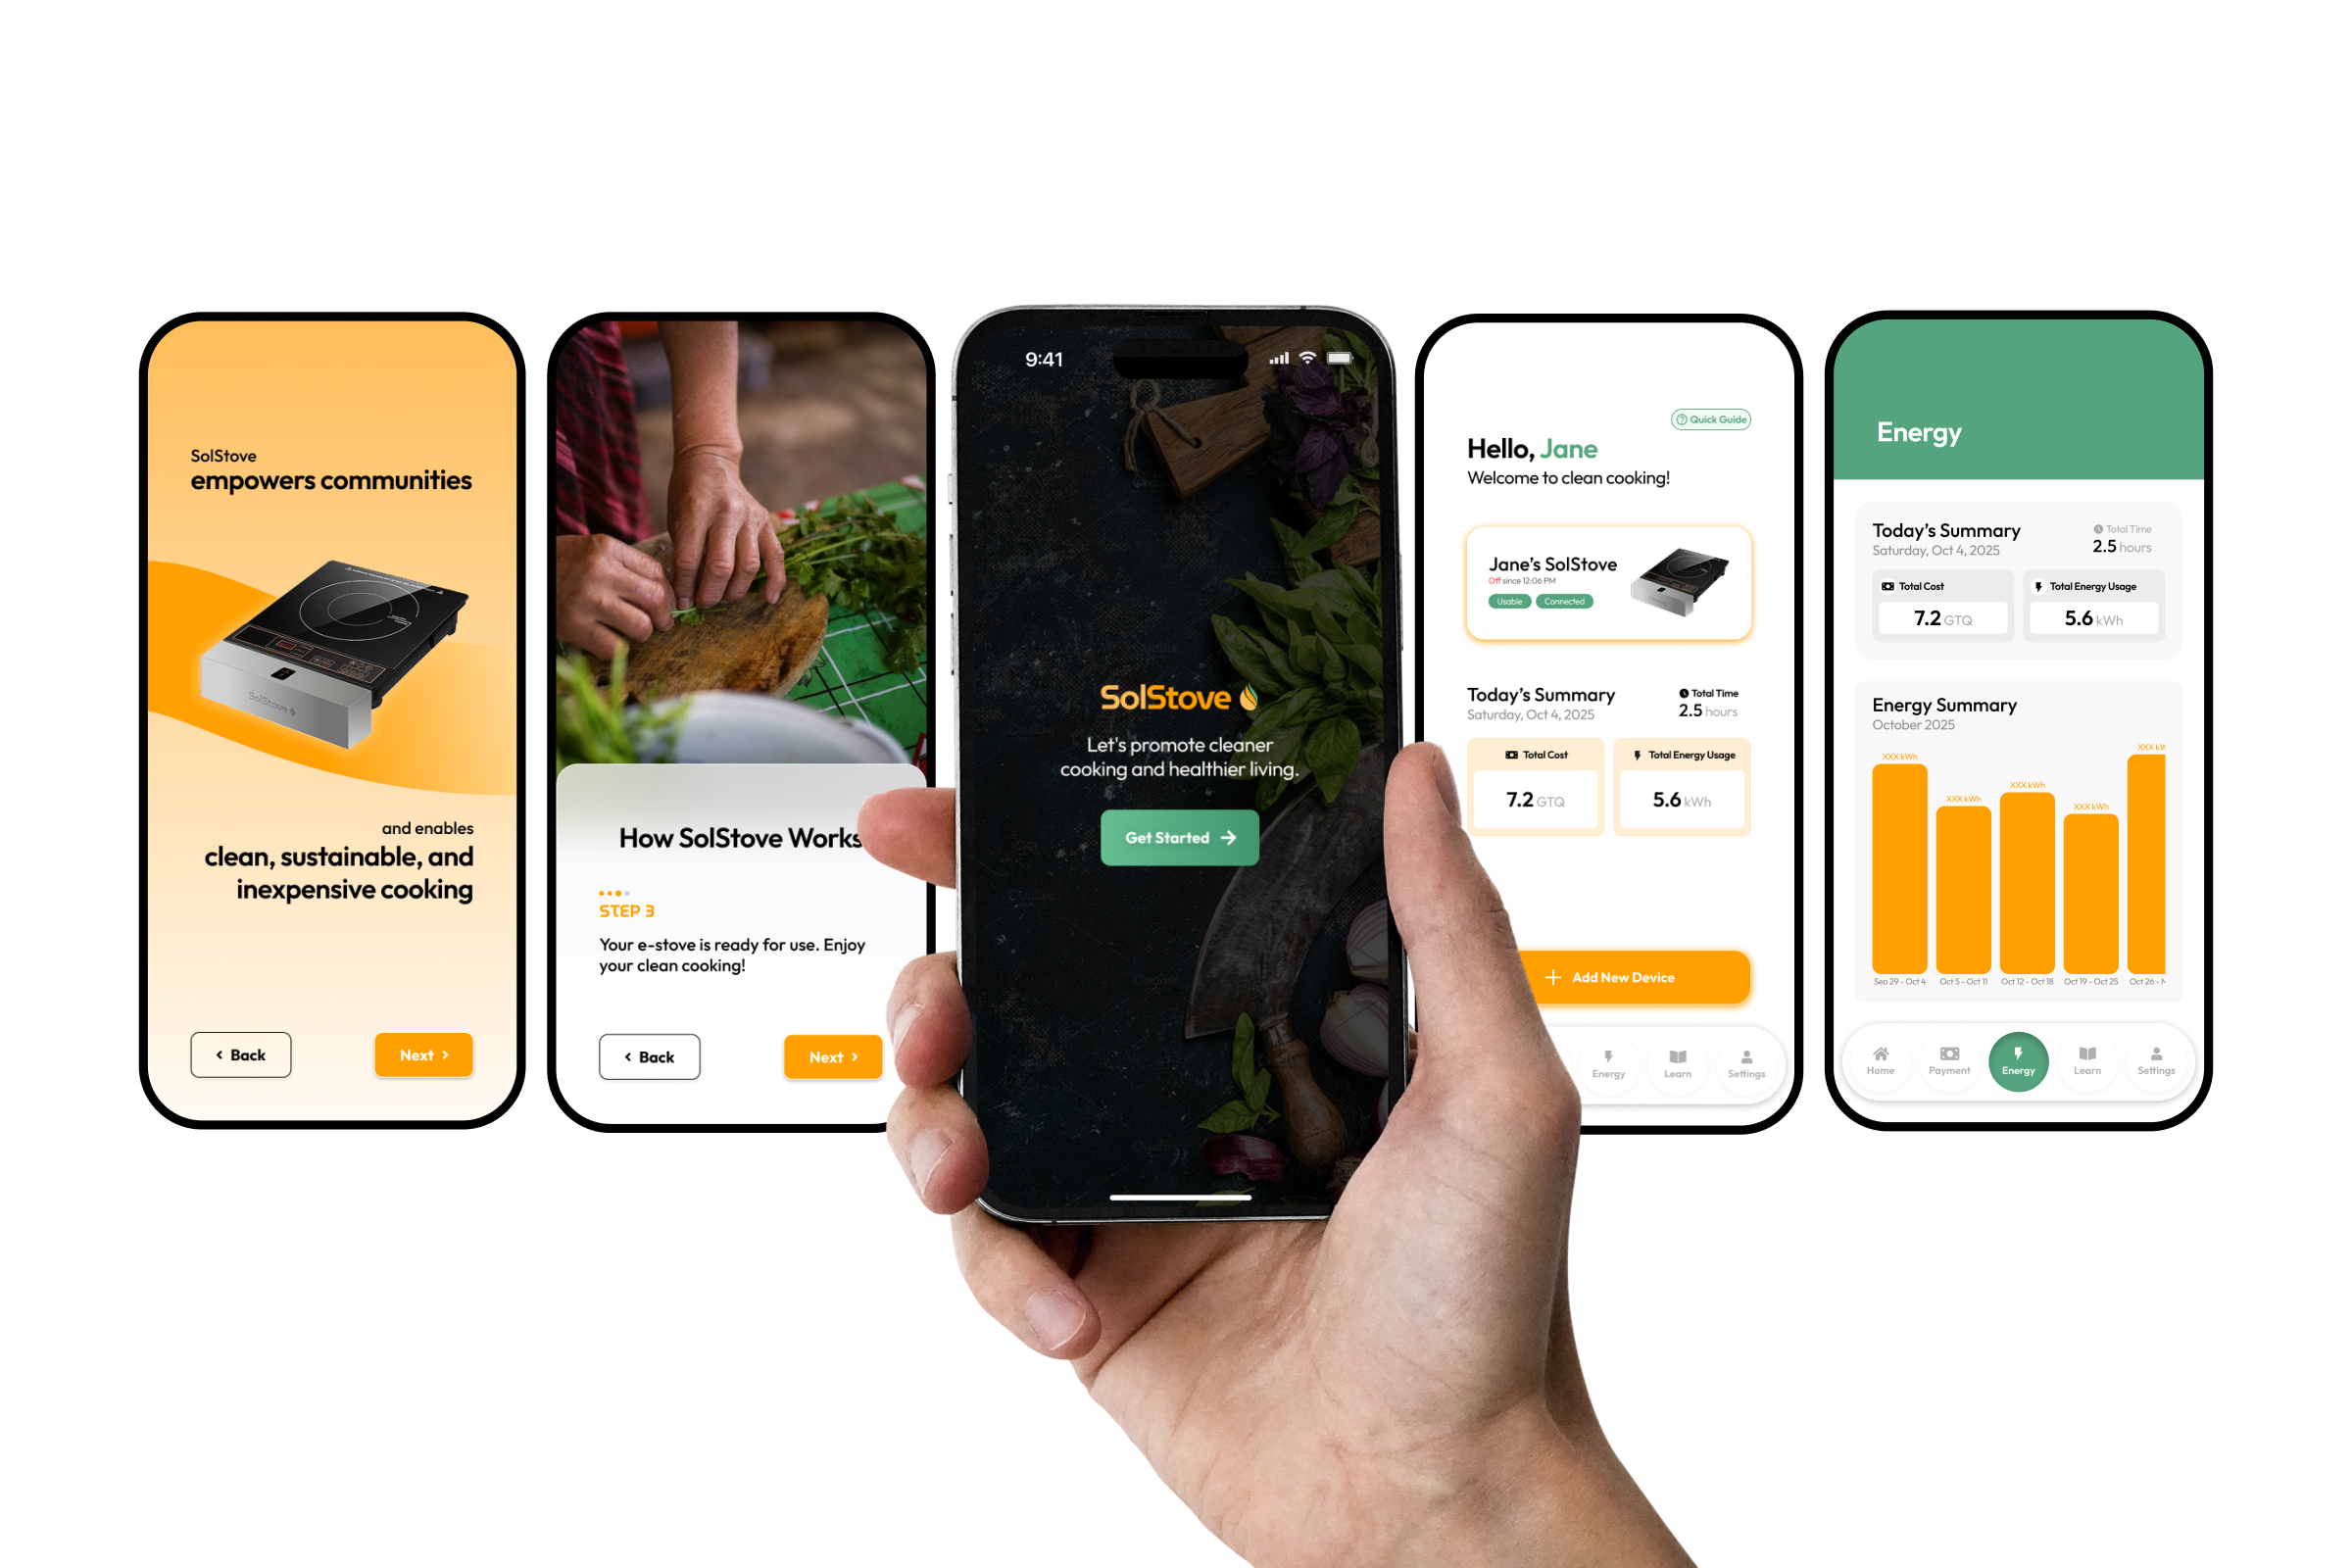 SolStove
empowers communities
SolStove
and enables
clean, sustainable, and
inexpensive cooking
Back
Next
How SolStove Works
STEP 3
Your e-stove is ready for use. Enjoy
your clean cooking!
Back
Next
9:41
SolStove
Let's promote cleaner
cooking and healthier living.
Get Started
Quick Guide
Hello, Jane
Welcome to clean cooking!
Jane's SolStove
Off since 12:06 PM
Usable Connected
Today's Summary
Saturday, Oct 4, 2025
Total Time
2.5 hours
Total Cost
7.2 GTQ
Total Energy Usage
5.6 kWh
Add New Device
Energy Learn Settings
Energy
Today's Summary
Saturday, Oct 4, 2025
Total Time
2.5 hours
Total Cost
7.2 GTQ
Total Energy Usage
5.6 kWh
Energy Summary
October 2025
XXX kWh XXX kWh XXX kWh XXX kWh XXX kW
Sep 29 - Oct 4 Oct 5 - Oct 11 Oct 12 - Oct 18 Oct 19 - Oct 25 Oct 26 - N
Home Payment Energy Learn Settings